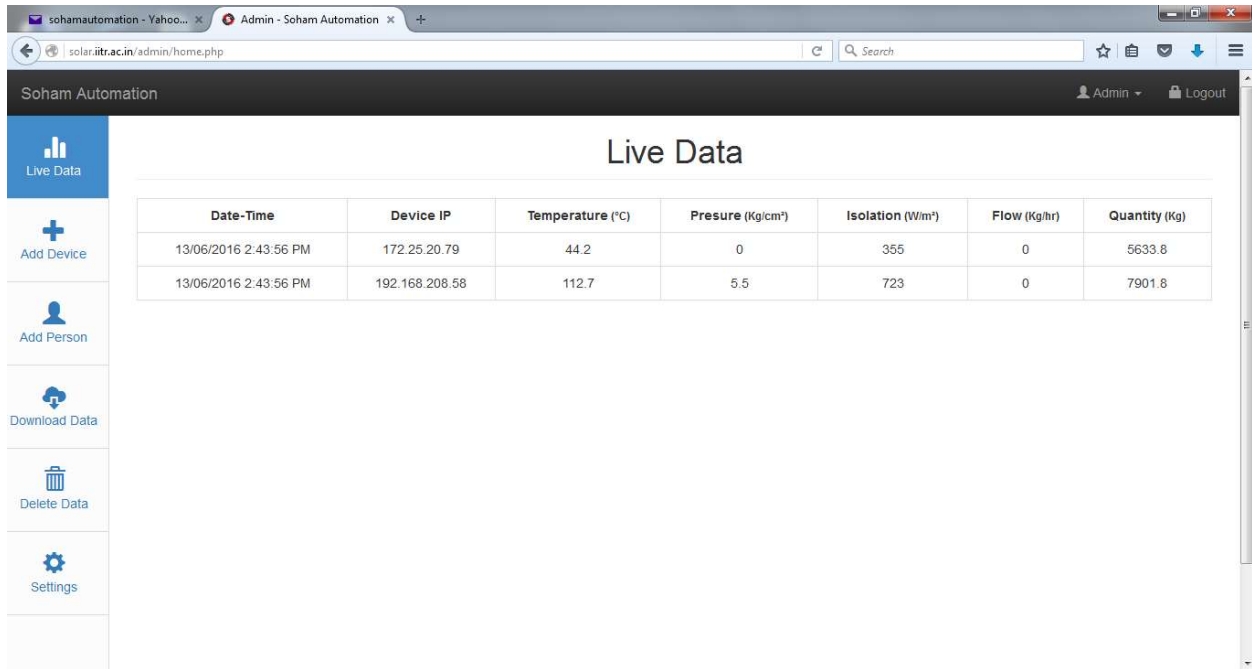 sohamautomation - Yahoo... Admin - Soham Automation
solar.iitr.ac.in/admin/home.php Search
Soham Automation Admin Logout
Live Data
Add Device
Add Person
Download Data
Delete Data
Settings
Live Data
Date-Time Device IP Temperature (°C) Presure (Kg/cm²) Isolation (W/m²) Flow (Kg/hr) Quantity (Kg)
13/06/2016 2:43:56 PM 172.25.20.79 44.2 0 355 0 5633.8
13/06/2016 2:43:56 PM 192.168.208.58 112.7 5.5 723 0 7901.8